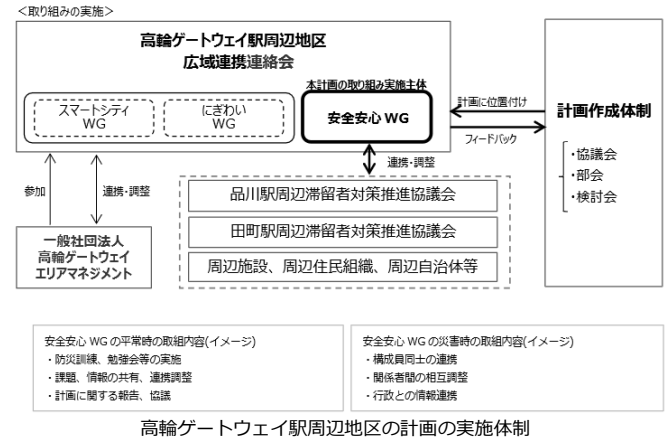 ＜取り組みの実施＞
高輪ゲートウェイ駅周辺地区
広域連携連絡会
本計画の取り組み実施主体
スマートシティ
WG
にぎわい
WG
安全安心 WG
計画に位置付け
フィードバック
計画作成体制
・協議会
・部会
・検討会
参加
連携・調整
連携・調整
一般社団法人
高輪ゲートウェイ
エリアマネジメント
品川駅周辺滞留者対策推進協議会
田町駅周辺滞留者対策推進協議会
周辺施設、周辺住民組織、周辺自治体等
安全安心 WG の平常時の取組内容(イメージ)
・防災訓練、勉強会等の実施
・課題、情報の共有、連携調整
・計画に関する報告、協議
安全安心 WG の災害時の取組内容(イメージ)
・構成員同士の連携
・関係者間の相互調整
・行政との情報連携
高輪ゲートウェイ駅周辺地区の計画の実施体制